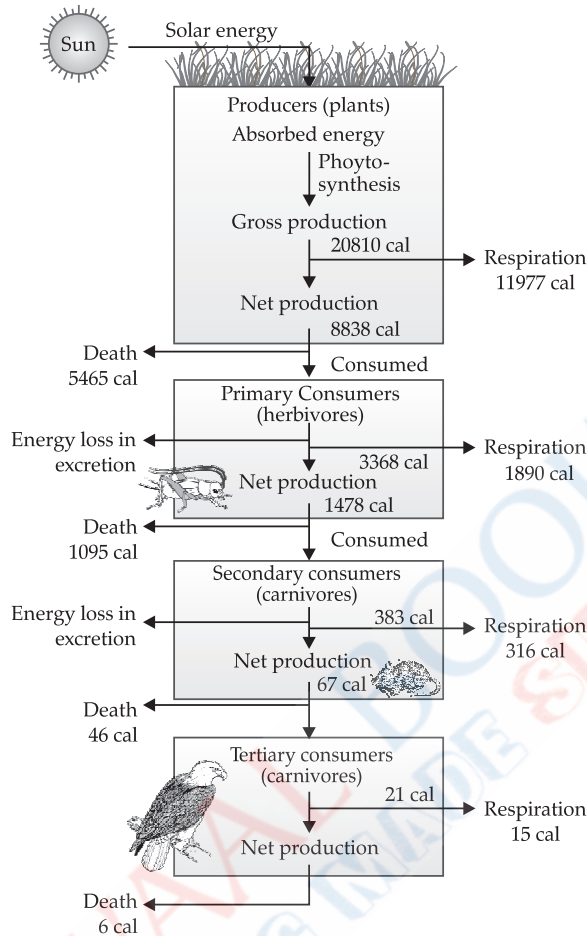 Sun
Solar energy
Producers (plants)
Absorbed energy
Phoyto-
synthesis
Gross production
20810 cal
Respiration
11977 cal
Net production
8838 cal
Death
5465 cal
Consumed
Primary Consumers
(herbivores)
Energy loss in
excretion
3368 cal
Respiration
1890 cal
Net production
1478 cal
Death
1095 cal
Consumed
Secondary consumers
(carnivores)
Energy loss in
excretion
383 cal
Respiration
316 cal
Net production
67 cal
Death
46 cal
Tertiary consumers
(carnivores)
21 cal
Respiration
15 cal
Net production
Death
6 cal
MADE